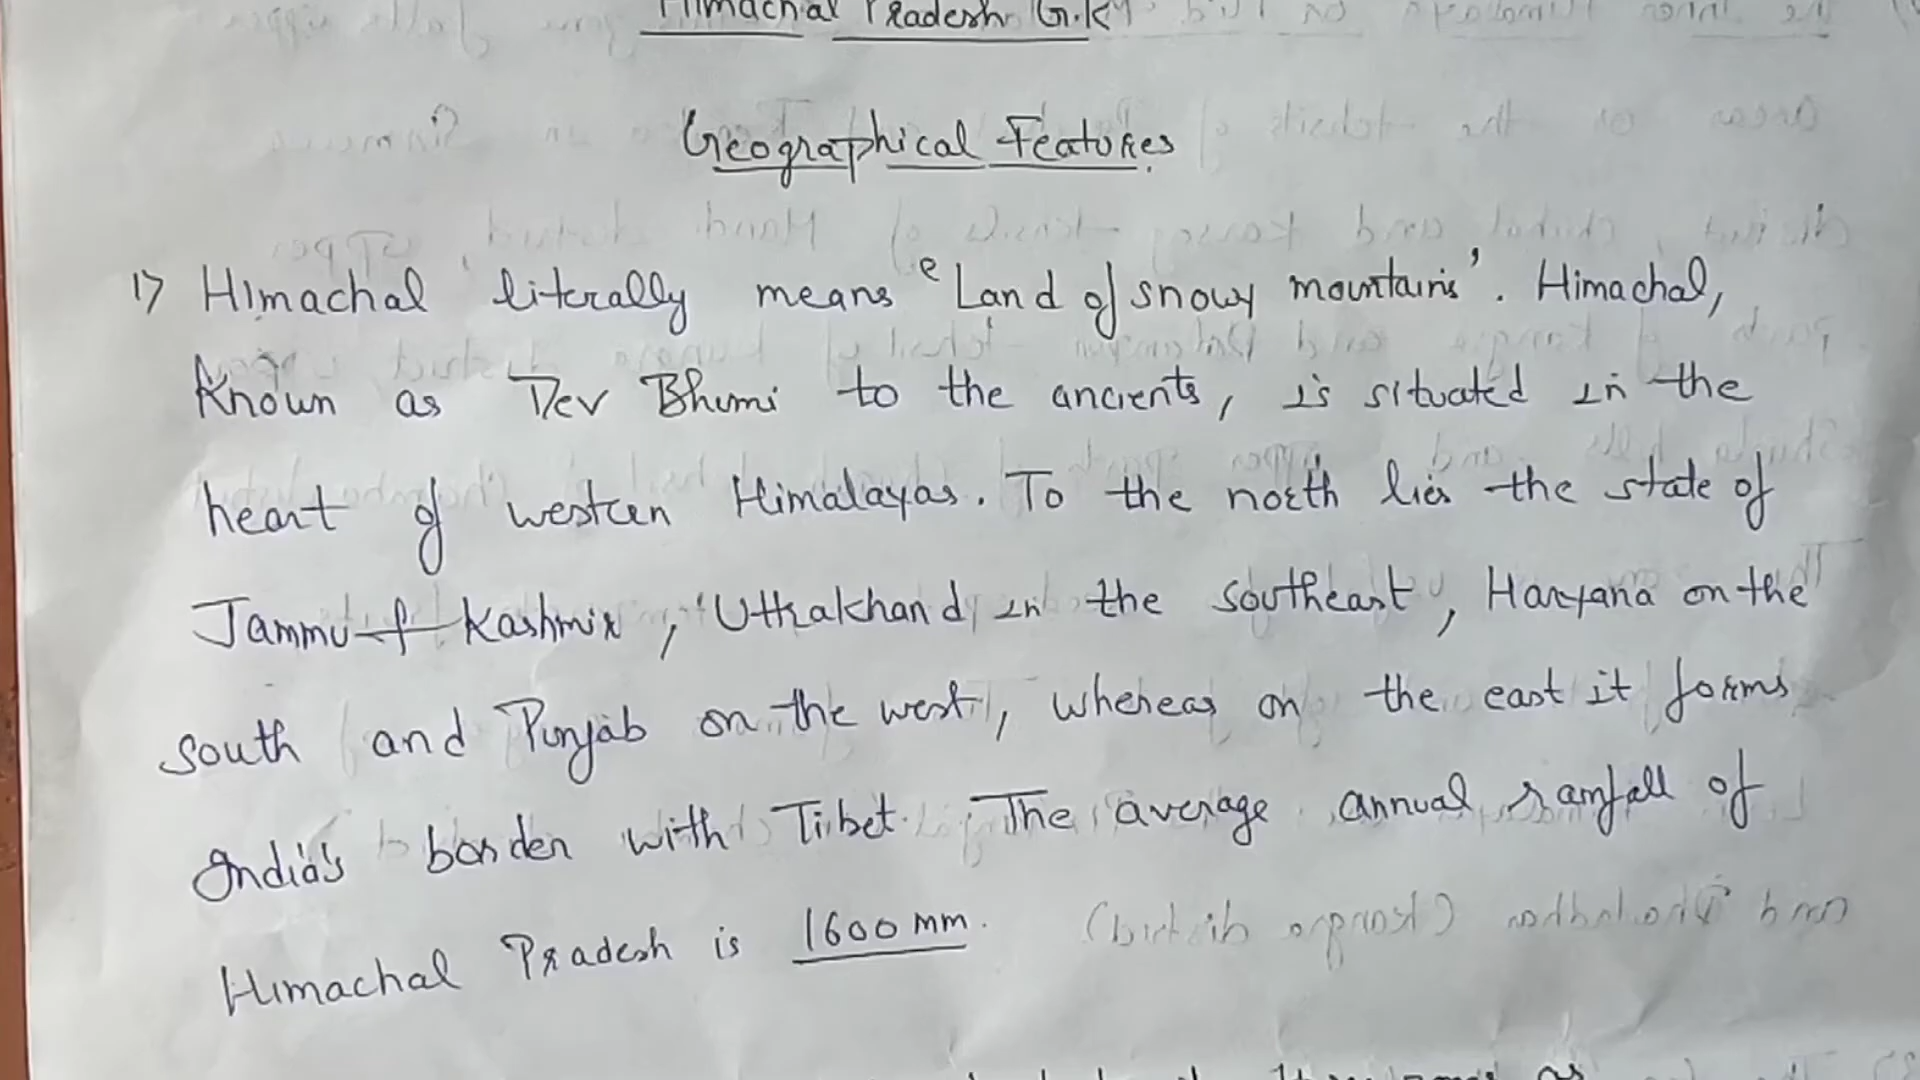 Himachal Pradesh G.K
Geographical Features
1) Himachal literally means 'Land of snowy mountains'. Himachal,
Known as Dev Bhumi to the ancients, is situated in the
heart of western Himalayas. To the north lies the state of
Jammu & Kashmir, Uttrakhand in the southeast, Haryana on the
south and Punjab on the west, whereas on the east it forms
India's border with Tibet. The average annual rainfall of
Himachal Pradesh is 1600 mm.